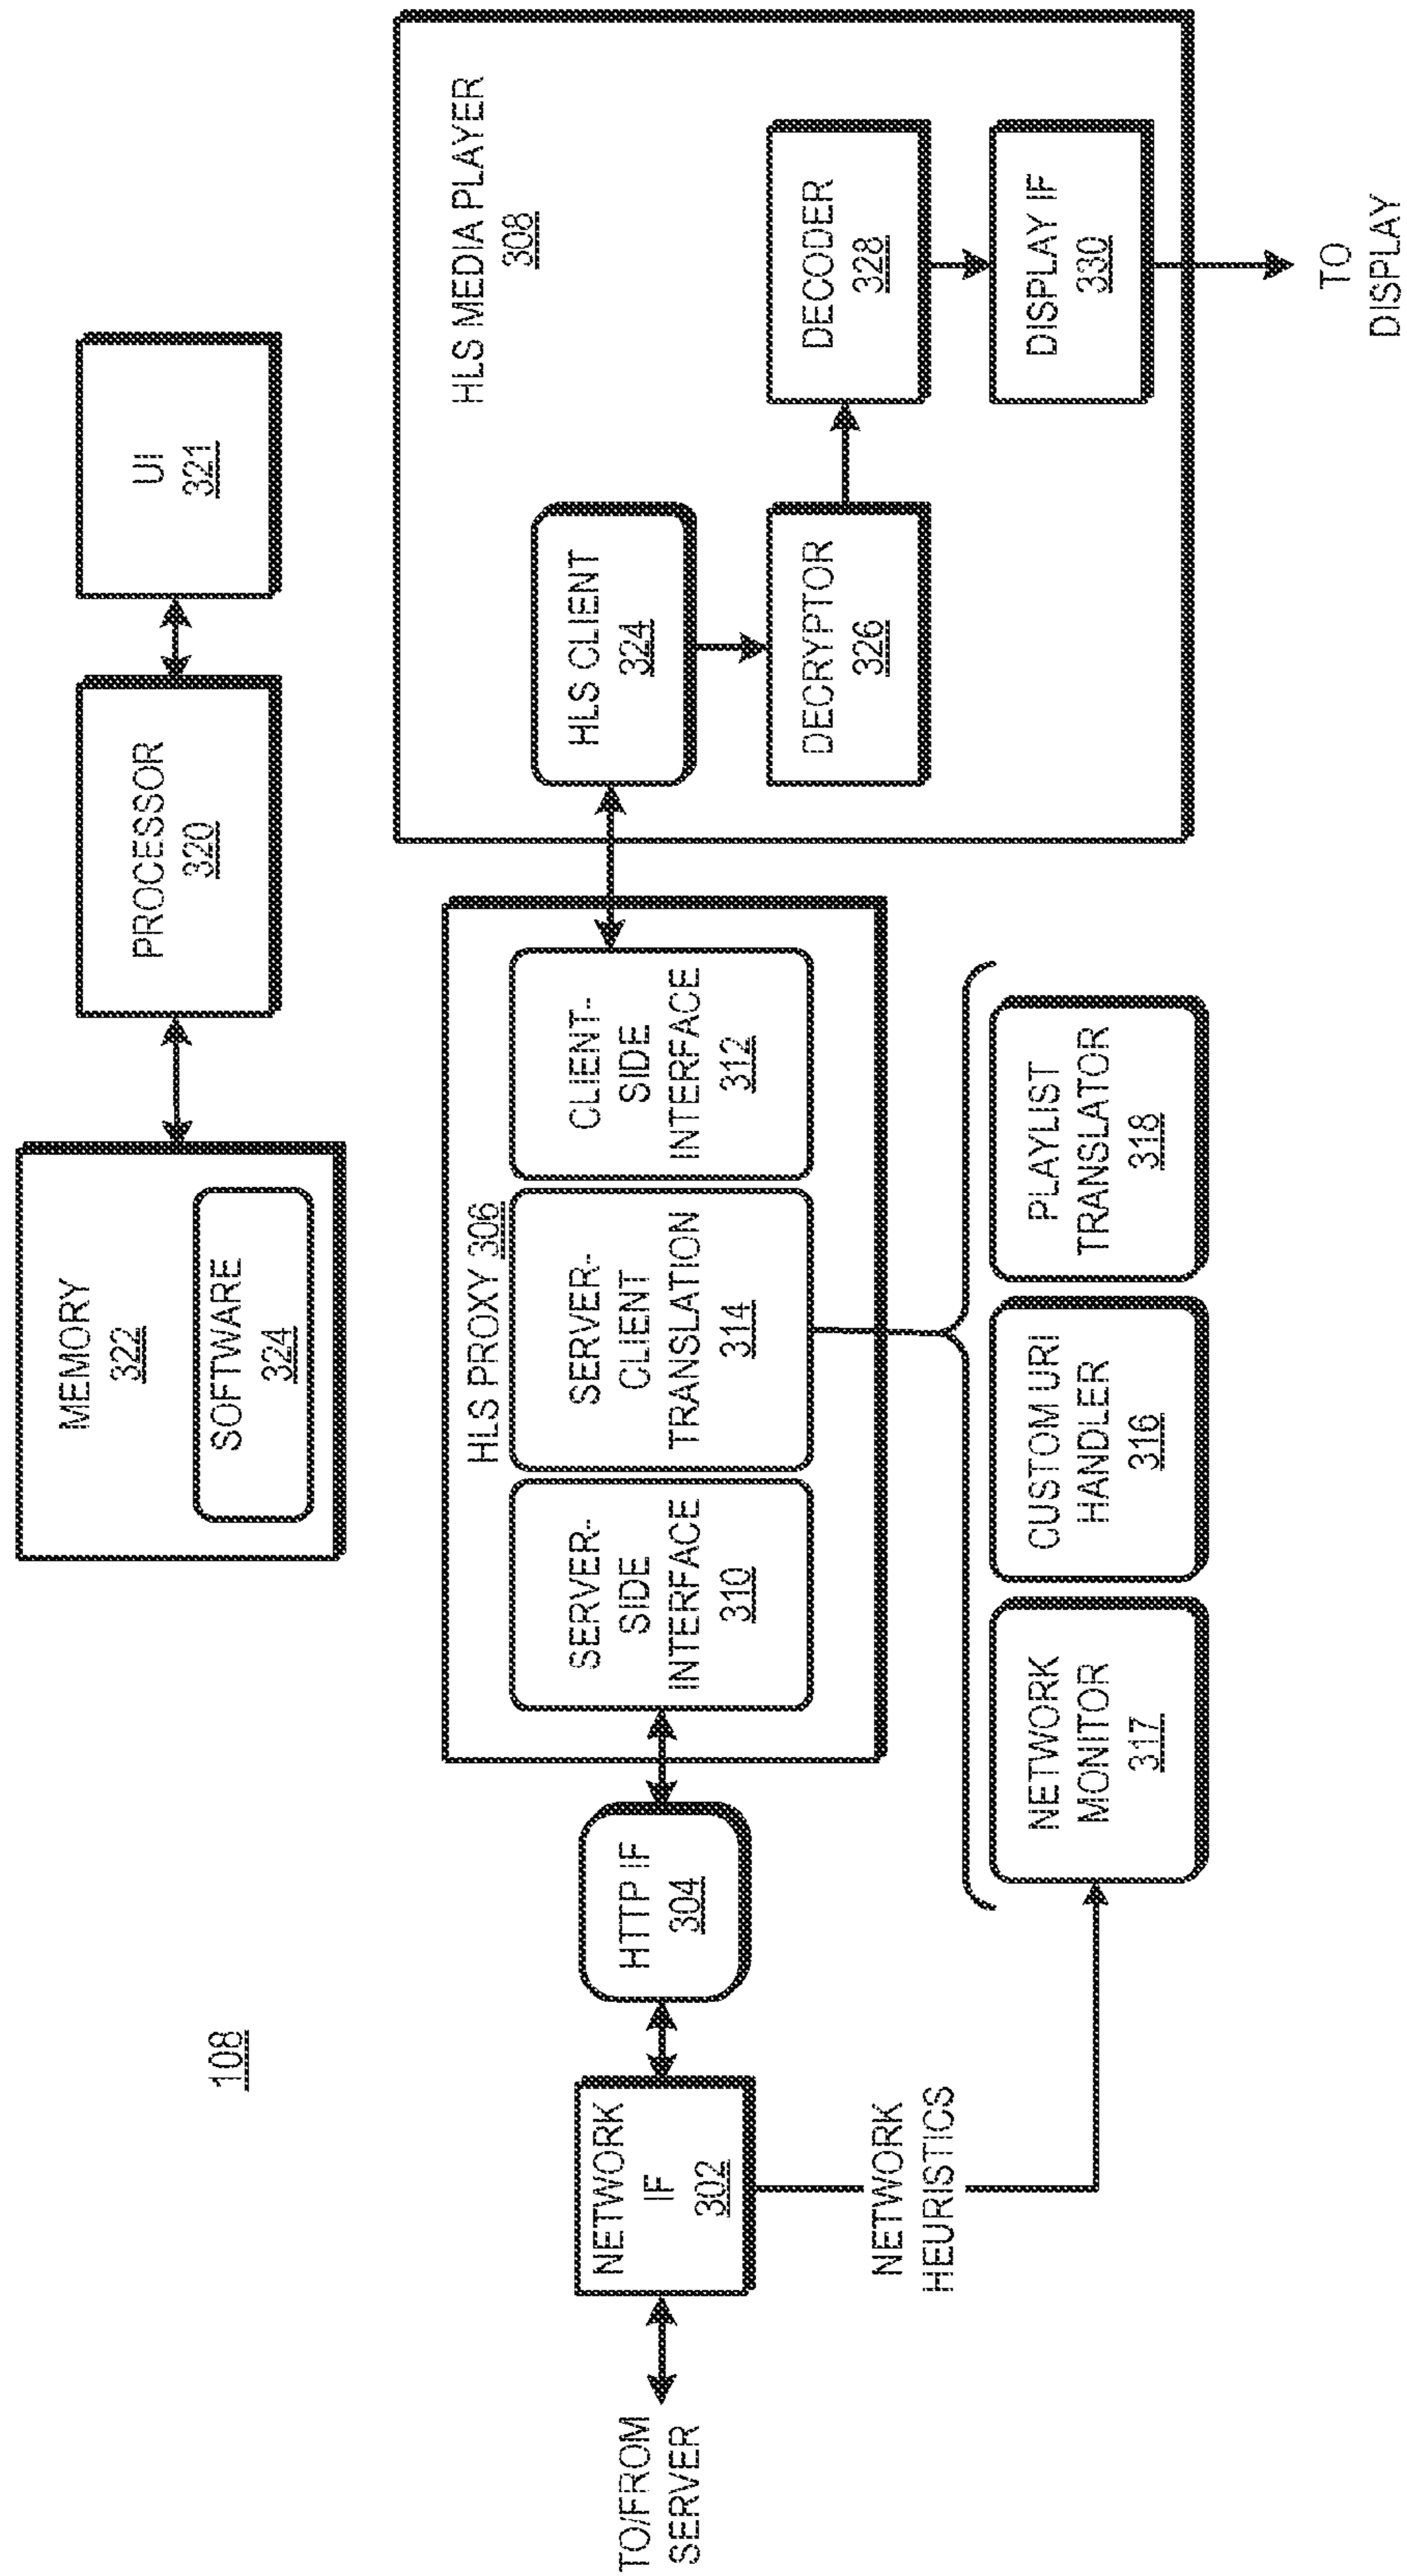 108
MEMORY
322
SOFTWARE
324
PROCESSOR
320
UI
321
TO/FROM
SERVER
NETWORK
IF
302
NETWORK
HEURISTICS
HTTP IF
304
HLS PROXY 306
SERVER-
SIDE
INTERFACE
310
SERVER-
CLIENT
TRANSLATION
314
CLIENT-
SIDE
INTERFACE
312
NETWORK
MONITOR
317
CUSTOM URI
HANDLER
316
PLAYLIST
TRANSLATOR
318
HLS MEDIA PLAYER
308
HLS CLIENT
324
DECRYPTOR
326
DECODER
328
DISPLAY IF
330
TO
DISPLAY